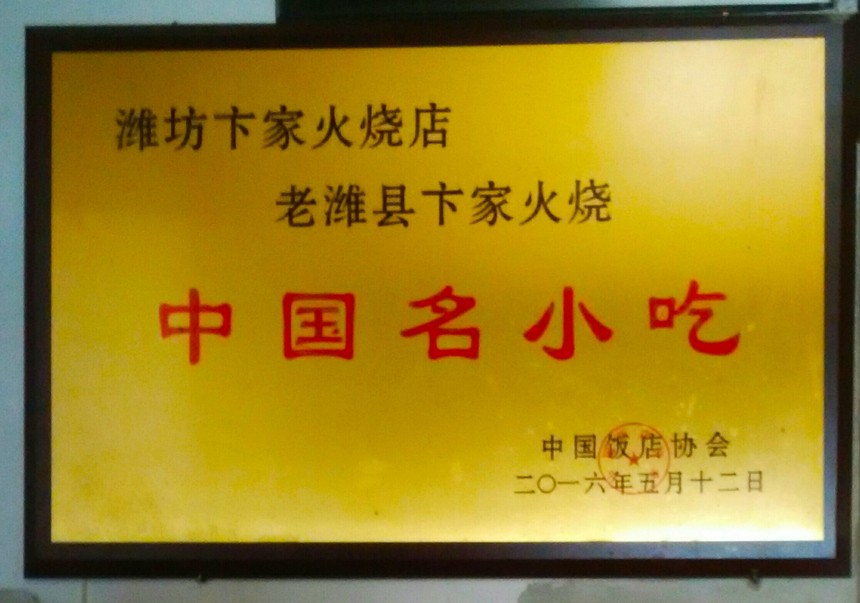 潍坊卞家火烧店
老潍县卞家火烧
中国名小吃
中国饭店协会
二〇一六年五月十二日